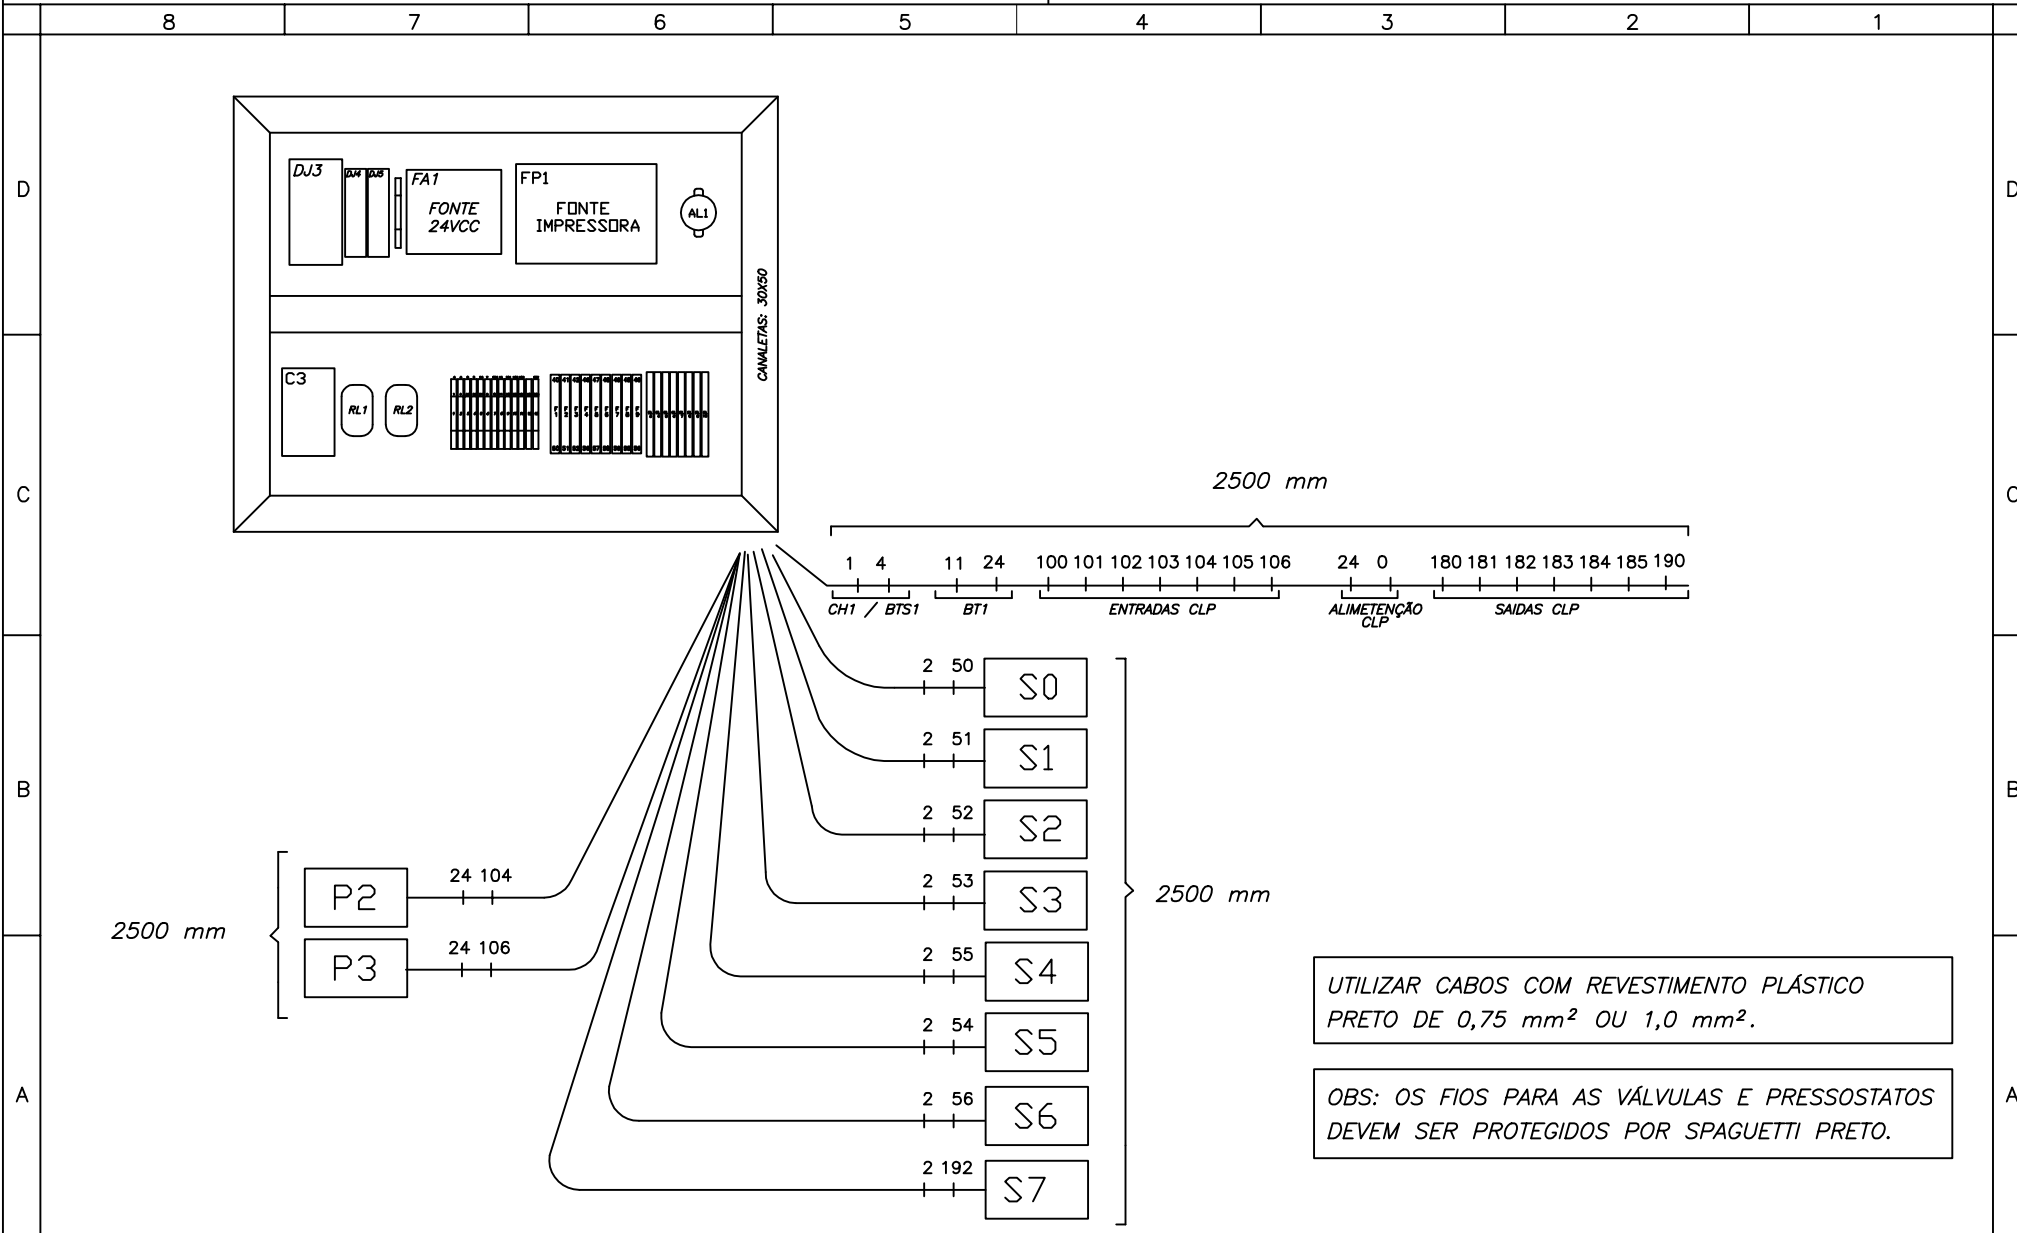 8 7 6 5 4 3 2 1
D
D
DJ3
DJ4
DJ5
FA1
FONTE
24VCC
FP1
FONTE
IMPRESSORA
AL1
CANALETAS: 30X50
C3
RL1
RL2
C
C
2500 mm
1 4 11 24 100 101 102 103 104 105 106 24 0 180 181 182 183 184 185 190
CH1 / BTS1 BT1 ENTRADAS CLP ALIMETENÇÃO SAIDAS CLP
CLP
2 50
S0
2 51
S1
B
B
2 52
S2
2 53
S3
2500 mm
24 104
P2
2500 mm
24 106
P3
2 55
S4
2 54
S5
2 56
S6
2 192
S7
UTILIZAR CABOS COM REVESTIMENTO PLÁSTICO
PRETO DE 0,75 mm² OU 1,0 mm².
A
A
OBS: OS FIOS PARA AS VÁLVULAS E PRESSOSTATOS
DEVEM SER PROTEGIDOS POR SPAGUETTI PRETO.